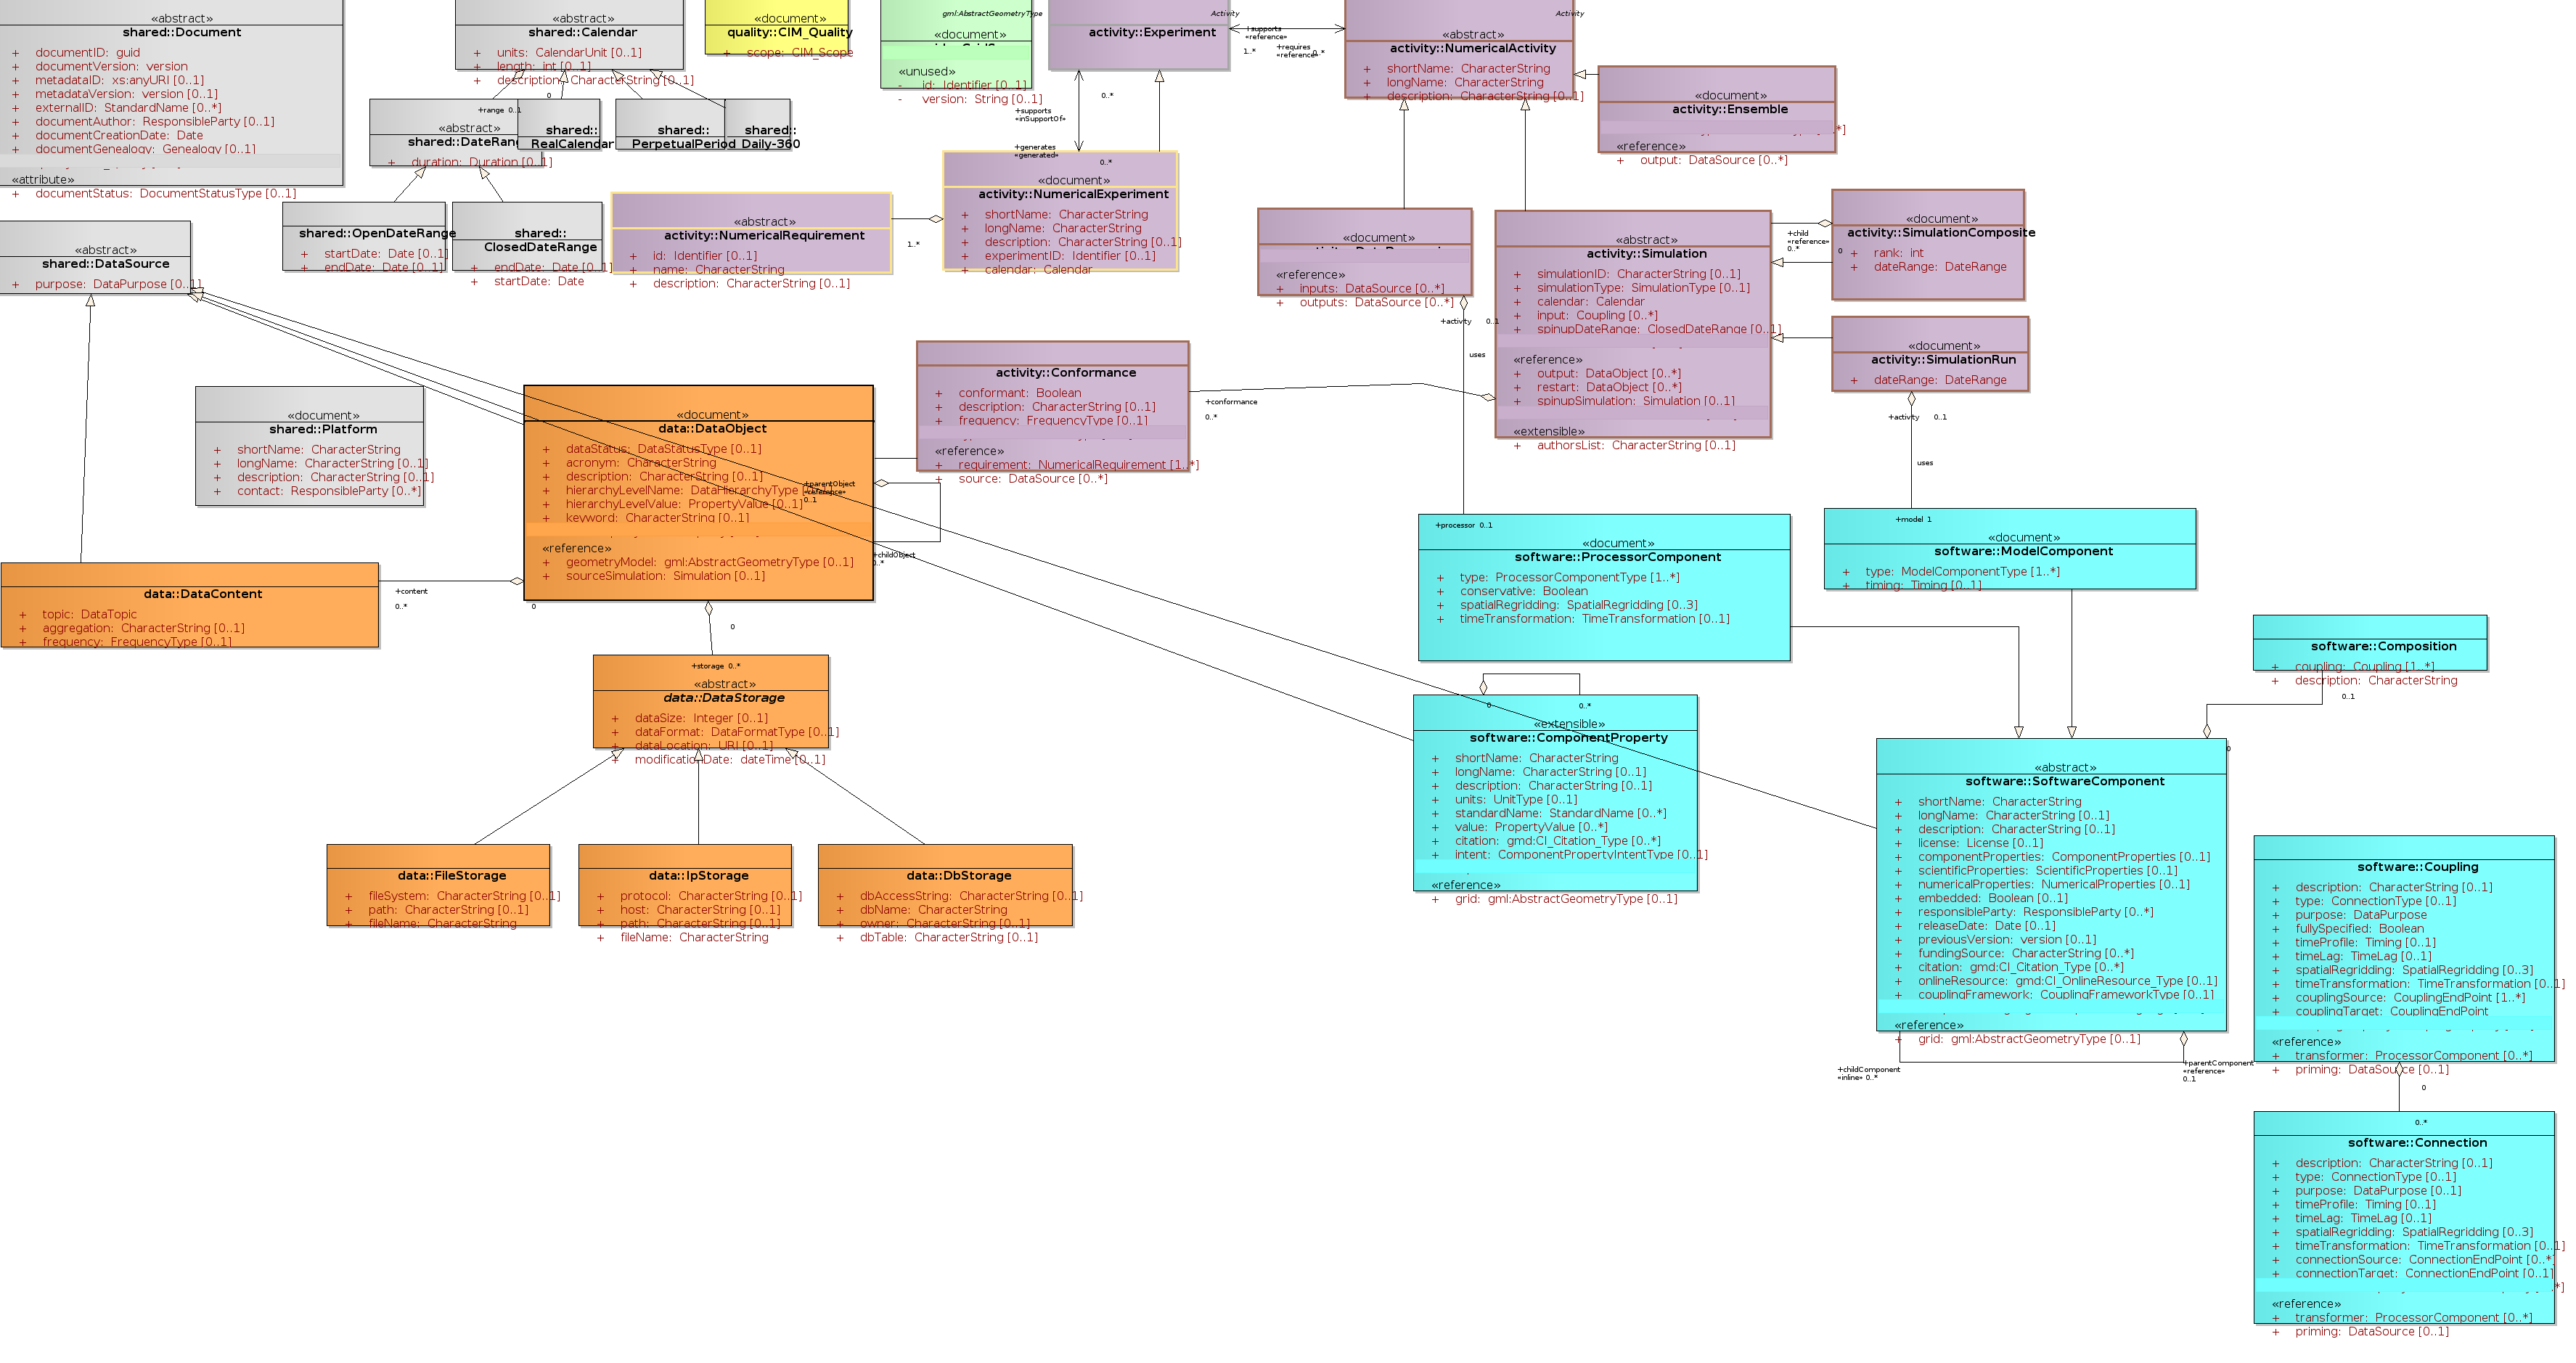 «abstract»
shared::Document
+ documentID: guid
+ documentVersion: version
+ metadataID: xs:anyURI [0..1]
+ metadataVersion: version [0..1]
+ externalID: StandardName [0..*]
+ documentAuthor: ResponsibleParty [0..1]
+ documentCreationDate: Date
+ documentGenealogy: Genealogy [0..1]
«attribute»
+ documentStatus: DocumentStatusType [0..1]
«abstract»
shared::Calendar
+ units: CalendarUnit [0..1]
+ length: int [0..1]
+ description: CharacterString [0..1]
«document»
quality::CIM_Quality
+ scope: CIM_Scope
gml:AbstractGeometryType
«document»
«unused»
- id: Identifier [0..1]
- version: String [0..1]
Activity
activity::Experiment
+supports
«reference»
1..*
+requires
«reference»
0..*
Activity
«abstract»
activity::NumericalActivity
+ shortName: CharacterString
+ longName: CharacterString
+ description: CharacterString [0..1]
«document»
activity::Ensemble
«reference»
+ output: DataSource [0..*]
+range 0..1
0
«abstract»
shared::DateRange
+ duration: Duration [0..1]
shared::
RealCalendar
shared::
PerpetualPeriod
shared::
Daily-360
0..*
+supports
«inSupportOf»
+generates
«generated»
0..*
«document»
activity::NumericalExperiment
+ shortName: CharacterString
+ longName: CharacterString
+ description: CharacterString [0..1]
+ experimentID: Identifier [0..1]
+ calendar: Calendar
shared::OpenDateRange
+ startDate: Date [0..1]
+ endDate: Date [0..1]
shared::
ClosedDateRange
+ endDate: Date [0..1]
+ startDate: Date
«abstract»
activity::NumericalRequirement
+ id: Identifier [0..1]
+ name: CharacterString
+ description: CharacterString [0..1]
1..*
«abstract»
shared::DataSource
+ purpose: DataPurpose [0..1]
«document»
«reference»
+ inputs: DataSource [0..*]
+ outputs: DataSource [0..*]
+activity 0..1
uses
«abstract»
activity::Simulation
+ simulationID: CharacterString [0..1]
+ simulationType: SimulationType [0..1]
+ calendar: Calendar
+ input: Coupling [0..*]
+ spinupDateRange: ClosedDateRange [0..1]
«reference»
+ output: DataObject [0..*]
+ restart: DataObject [0..*]
+ spinupSimulation: Simulation [0..1]
«extensible»
+ authorsList: CharacterString [0..1]
+child
«reference»
0..*
0
«document»
activity::SimulationComposite
+ rank: int
+ dateRange: DateRange
«document»
activity::SimulationRun
+ dateRange: DateRange
+activity 0..1
uses
activity::Conformance
+ conformant: Boolean
+ description: CharacterString [0..1]
+ frequency: FrequencyType [0..1]
«reference»
+ requirement: NumericalRequirement [1..*]
+ source: DataSource [0..*]
+conformance
0..*
«document»
shared::Platform
+ shortName: CharacterString
+ longName: CharacterString [0..1]
+ description: CharacterString [0..1]
+ contact: ResponsibleParty [0..*]
«document»
data::DataObject
+ dataStatus: DataStatusType [0..1]
+ acronym: CharacterString
+ description: CharacterString [0..1]
+ hierarchyLevelName: DataHierarchyType [0..1]
+ hierarchyLevelValue: PropertyValue [0..1]
+ keyword: CharacterString [0..1]
«reference»
+ geometryModel: gml:AbstractGeometryType [0..1]
+ sourceSimulation: Simulation [0..1]
+parentObject
«reference»
0..1
+childObject
0..*
data::DataContent
+ topic: DataTopic
+ aggregation: CharacterString [0..1]
+ frequency: FrequencyType [0..1]
+content
0..*
0
0
+storage 0..*
«abstract»
data::DataStorage
+ dataSize: Integer [0..1]
+ dataFormat: DataFormatType [0..1]
+ dataLocation: URI [0..1]
+ modificationDate: dateTime [0..1]
data::FileStorage
+ fileSystem: CharacterString [0..1]
+ path: CharacterString [0..1]
+ fileName: CharacterString
data::IpStorage
+ protocol: CharacterString [0..1]
+ host: CharacterString [0..1]
+ path: CharacterString [0..1]
+ fileName: CharacterString
data::DbStorage
+ dbAccessString: CharacterString [0..1]
+ dbName: CharacterString
+ owner: CharacterString [0..1]
+ dbTable: CharacterString [0..1]
+processor 0..1
«document»
software::ProcessorComponent
+ type: ProcessorComponentType [1..*]
+ conservative: Boolean
+ spatialRegridding: SpatialRegridding [0..3]
+ timeTransformation: TimeTransformation [0..1]
+model 1
«document»
software::ModelComponent
+ type: ModelComponentType [1..*]
+ timing: Timing [0..1]
software::Composition
+ coupling: Coupling [1..*]
+ description: CharacterString
0..1
0
0
0..*
«extensible»
software::ComponentProperty
+ shortName: CharacterString
+ longName: CharacterString [0..1]
+ description: CharacterString [0..1]
+ units: UnitType [0..1]
+ standardName: StandardName [0..*]
+ value: PropertyValue [0..*]
+ citation: gmd:CI_Citation_Type [0..*]
+ intent: ComponentPropertyIntentType [0..1]
«reference»
+ grid: gml:AbstractGeometryType [0..1]
«abstract»
software::SoftwareComponent
+ shortName: CharacterString
+ longName: CharacterString [0..1]
+ description: CharacterString [0..1]
+ license: License [0..1]
+ componentProperties: ComponentProperties [0..1]
+ scientificProperties: ScientificProperties [0..1]
+ numericalProperties: NumericalProperties [0..1]
+ embedded: Boolean [0..1]
+ responsibleParty: ResponsibleParty [0..*]
+ releaseDate: Date [0..1]
+ previousVersion: version [0..1]
+ fundingSource: CharacterString [0..*]
+ citation: gmd:CI_Citation_Type [0..*]
+ onlineResource: gmd:CI_OnlineResource_Type [0..1]
+ couplingFramework: CouplingFrameworkType [0..1]
«reference»
+ grid: gml:AbstractGeometryType [0..1]
+childComponent
«inline» 0..*
+parentComponent
«reference»
0..1
software::Coupling
+ description: CharacterString [0..1]
+ type: ConnectionType [0..1]
+ purpose: DataPurpose
+ fullySpecified: Boolean
+ timeProfile: Timing [0..1]
+ timeLag: TimeLag [0..1]
+ spatialRegridding: SpatialRegridding [0..3]
+ timeTransformation: TimeTransformation [0..1]
+ couplingSource: CouplingEndPoint [1..*]
+ couplingTarget: CouplingEndPoint
«reference»
+ transformer: ProcessorComponent [0..*]
+ priming: DataSource [0..1]
0
0..*
software::Connection
+ description: CharacterString [0..1]
+ type: ConnectionType [0..1]
+ purpose: DataPurpose [0..1]
+ timeProfile: Timing [0..1]
+ timeLag: TimeLag [0..1]
+ spatialRegridding: SpatialRegridding [0..3]
+ timeTransformation: TimeTransformation [0..1]
+ connectionSource: ConnectionEndPoint [0..*]
+ connectionTarget: ConnectionEndPoint [0..1]
«reference»
+ transformer: ProcessorComponent [0..*]
+ priming: DataSource [0..1]